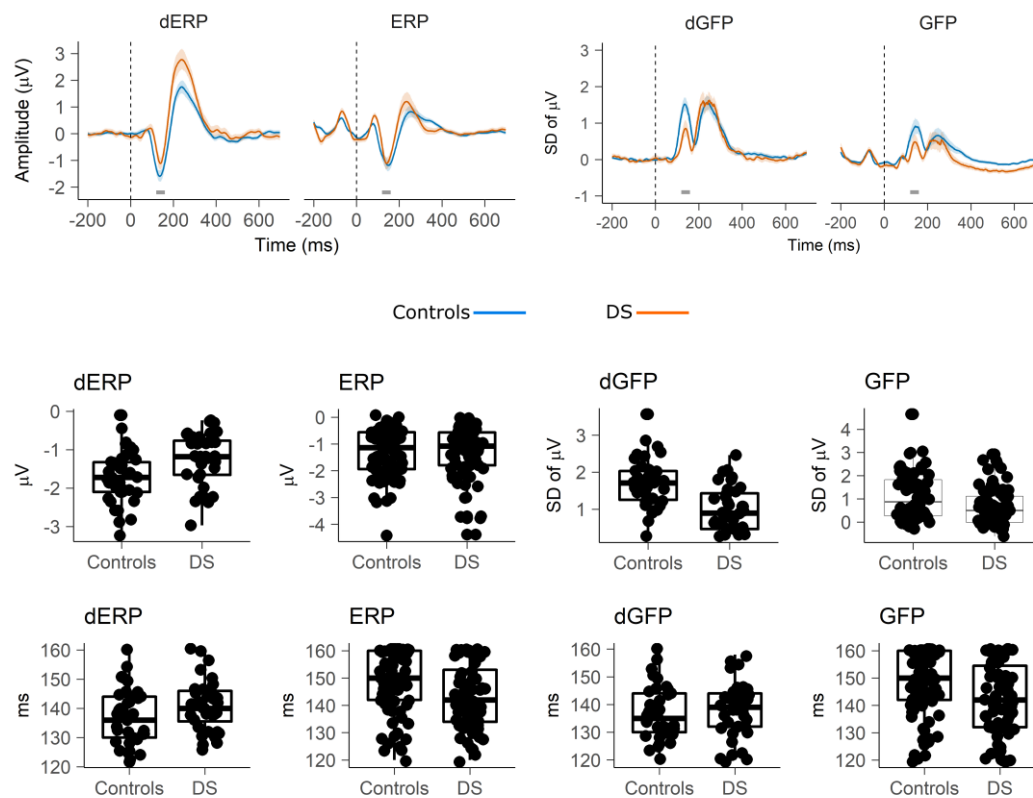 dERP ERP dGFP GFP
Amplitude (µV)
3
2
1
0
-1
-2
SD of µV
3
2
1
0
-1
-200 0 200 400 600 -200 0 200 400 600 -200 0 200 400 600 -200 0 200 400 600
Time (ms) Time (ms)
Controls DS
dERP ERP dGFP GFP
µV
0
-1
-2
-3
µV
0
-1
-2
-3
-4
SD of µV
3
2
1
SD of µV
4
3
2
1
0
Controls DS Controls DS Controls DS Controls DS
dERP ERP dGFP GFP
ms
160
150
140
130
120
ms
160
150
140
130
120
ms
160
150
140
130
120
ms
160
150
140
130
120
Controls DS Controls DS Controls DS Controls DS